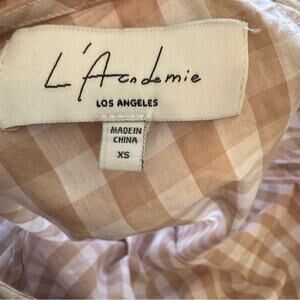 L'Academie
LOS ANGELES
MADE IN
CHINA
XS